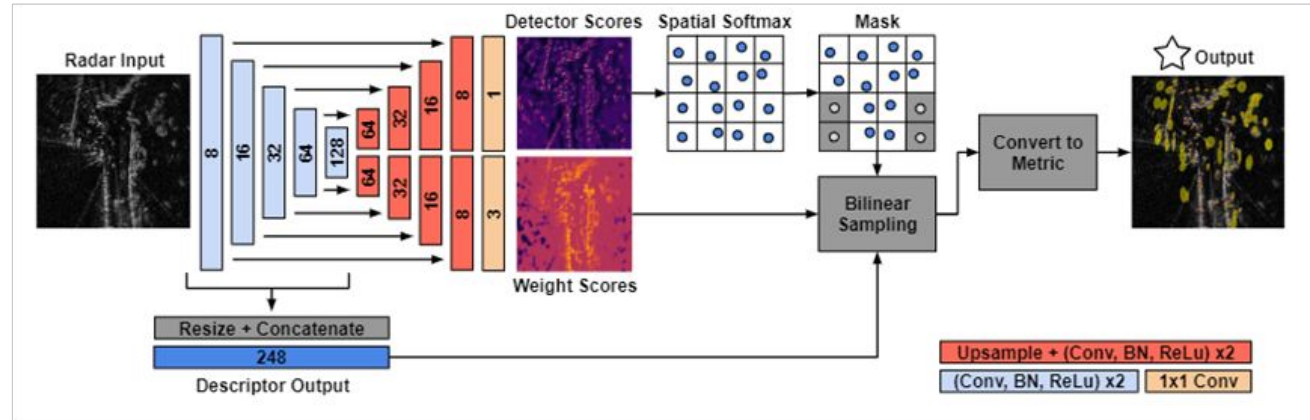 Detector Scores
Spatial Softmax
Mask
Radar Input
Output
8
16
32
64
128
64
32
16
8
1
64
32
16
8
3
Convert to
Metric
Bilinear
Sampling
Weight Scores
Resize + Concatenate
248
Descriptor Output
Upsample + (Conv, BN, ReLu) x2
(Conv, BN, ReLu) x2
1x1 Conv